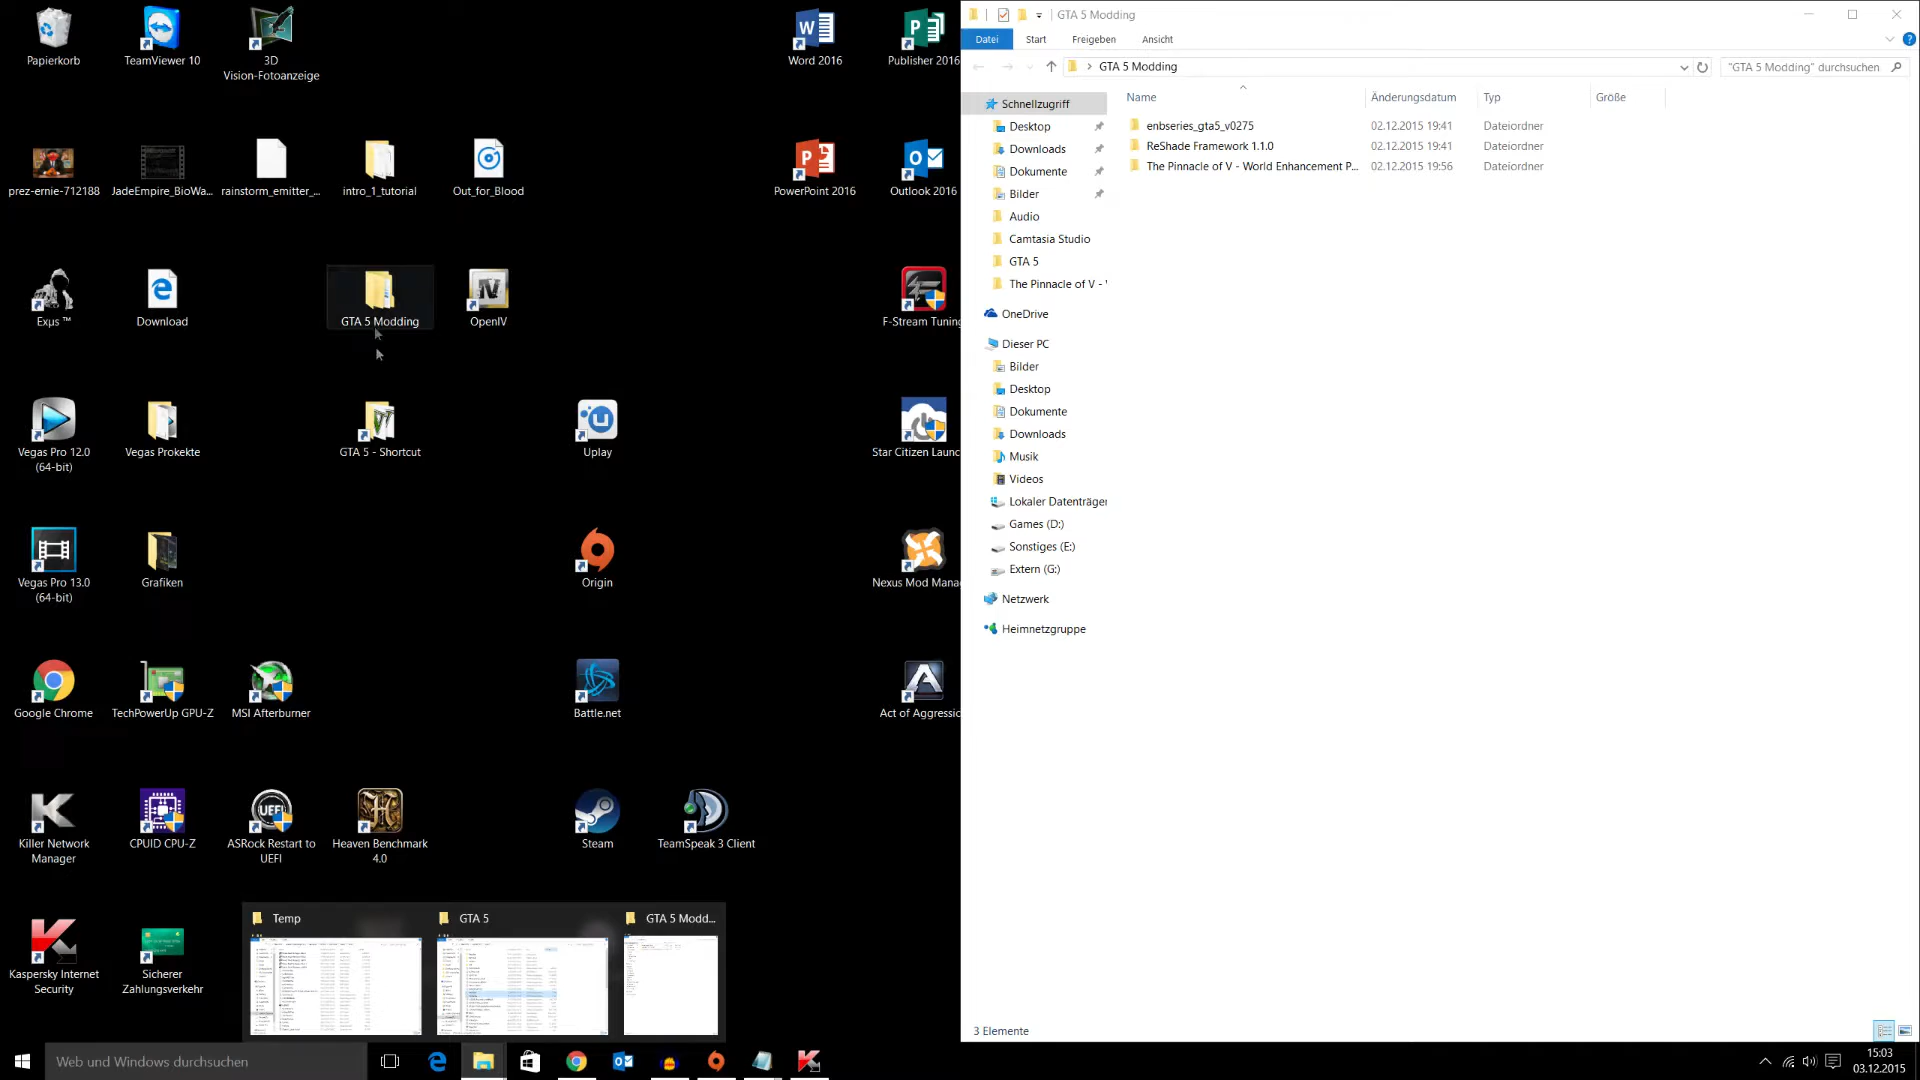 Papierkorb
TeamViewer 10
3D
Vision-Fotoanzeige
Word 2016
Publisher 2016
prez-ernie-712188
JadeEmpire_BioWa...
rainstorm_emitter_...
intro_1_tutorial
Out_for_Blood
PowerPoint 2016
Outlook 2016
Exµs ™
Download
GTA 5 Modding
OpenIV
F-Stream Tuning
Vegas Pro 12.0
(64-bit)
Vegas Prokekte
GTA 5 - Shortcut
Uplay
Star Citizen Launc
Vegas Pro 13.0
(64-bit)
Grafiken
Origin
Nexus Mod Mana
Google Chrome
TechPowerUp GPU-Z
MSI Afterburner
Battle.net
Act of Aggressic
Killer Network
Manager
CPUID CPU-Z
ASRock Restart to
UEFI
Heaven Benchmark
4.0
Steam
TeamSpeak 3 Client
Kaspersky Internet
Security
Sicherer
Zahlungsverkehr
Temp
GTA 5
GTA 5 Modd...
Web und Windows durchsuchen
GTA 5 Modding
Datei Start Freigeben Ansicht
GTA 5 Modding
"GTA 5 Modding" durchsuchen
Schnellzugriff
Desktop
Downloads
Dokumente
Bilder
Audio
Camtasia Studio
GTA 5
The Pinnacle of V - '
OneDrive
Dieser PC
Bilder
Desktop
Dokumente
Downloads
Musik
Videos
Lokaler Datenträger
Games (D:)
Sonstiges (E:)
Extern (G:)
Netzwerk
Heimnetzgruppe
Name Änderungsdatum Typ Größe
enbseries_gta5_v0275 02.12.2015 19:41 Dateiordner
ReShade Framework 1.1.0 02.12.2015 19:41 Dateiordner
The Pinnacle of V - World Enhancement P... 02.12.2015 19:56 Dateiordner
3 Elemente
15:03
03.12.2015